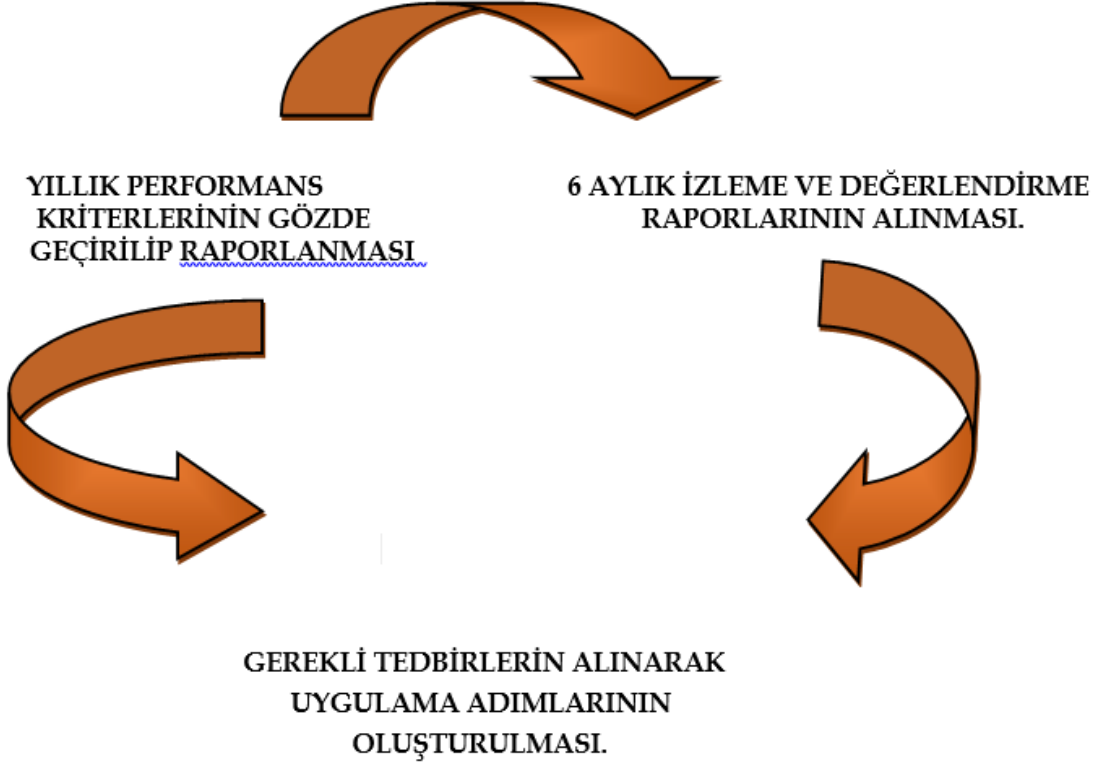 YILLIK PERFORMANS
KRİTERLERİNİN GÖZDE
GEÇİRİLİP RAPORLANMASI
6 AYLIK İZLEME VE DEĞERLENDİRME
RAPORLARININ ALINMASI.
GEREKLİ TEDBİRLERİN ALINARAK
UYGULAMA ADIMLARININ
OLUŞTURULMASI.